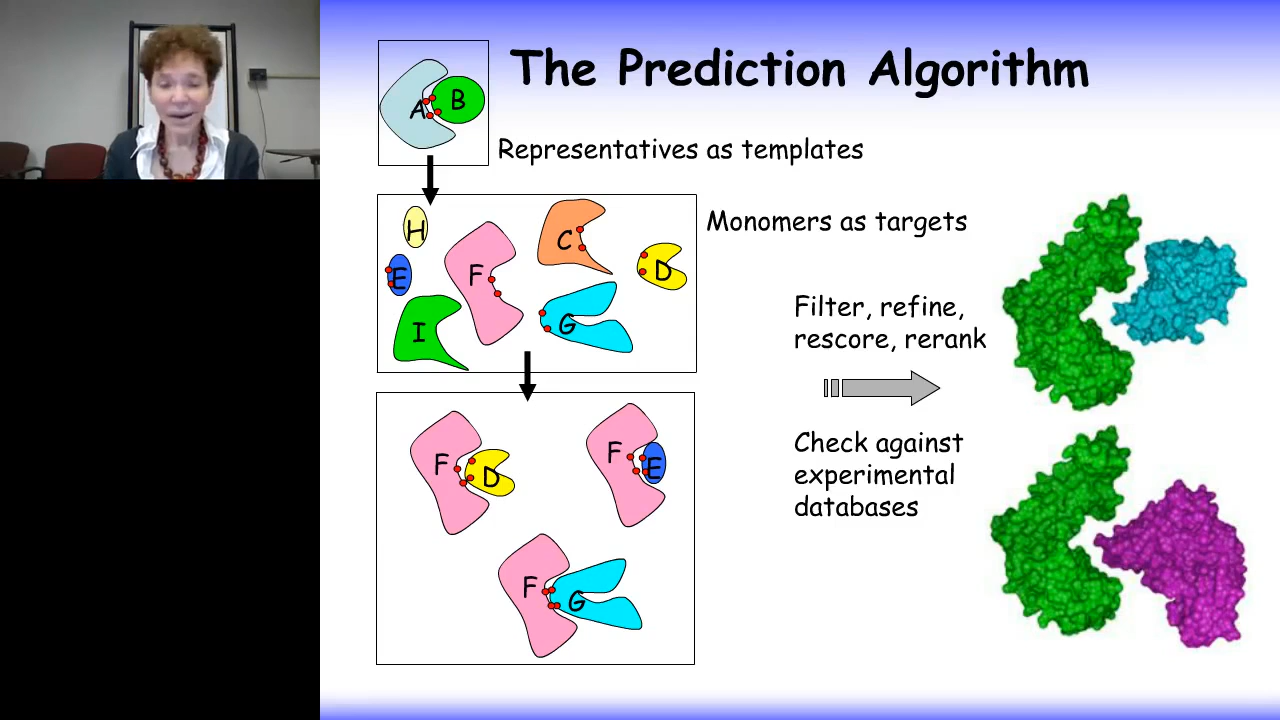 The Prediction Algorithm
A B
Representatives as templates
Monomers as targets
H
C
E
F
D
I
G
Filter, refine,
rescore, rerank
Check against
experimental
databases
F D
F E
F G